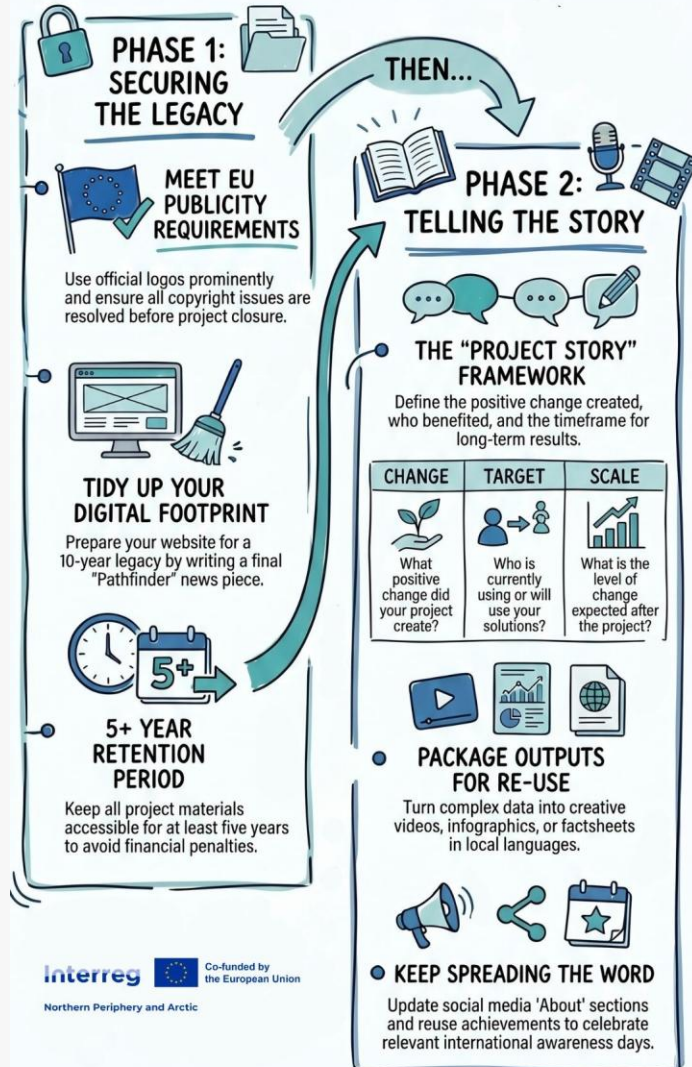 PHASE 1:
SECURING
THE LEGACY
MEET EU
PUBLICITY
REQUIREMENTS
Use official logos prominently
and ensure all copyright issues are
resolved before project closure.
TIDY UP YOUR
DIGITAL FOOTPRINT
Prepare your website for a
10-year legacy by writing a final
"Pathfinder" news piece.
5+
5+ YEAR
RETENTION
PERIOD
Keep all project materials
accessible for at least five years
to avoid financial penalties.
THEN...
PHASE 2:
TELLING THE STORY
THE "PROJECT STORY"
FRAMEWORK
Define the positive change created,
who benefited, and the timeframe for
long-term results.
CHANGE
What
positive
change did
your project
create?
TARGET
Who is
currently
using or will
use your
solutions?
SCALE
What is the
level of
change
expected after
the project?
PACKAGE OUTPUTS
FOR RE-USE
Turn complex data into creative
videos, infographics, or factsheets
in local languages.
KEEP SPREADING THE WORD
Update social media 'About' sections
and reuse achievements to celebrate
relevant international awareness days.
Interreg
Co-funded by
the European Union
Northern Periphery and Arctic